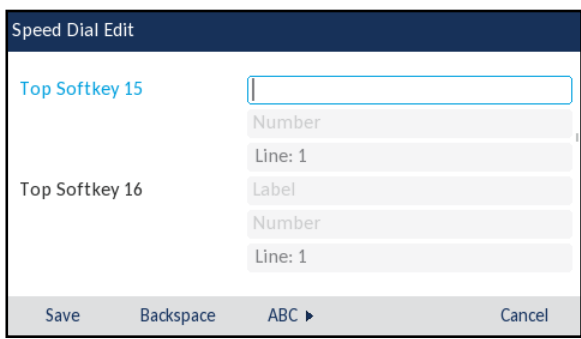 Speed Dial Edit
Top Softkey 15
Number
Line: 1
Top Softkey 16 Label
Number
Line: 1
Save Backspace ABC ▶ Cancel